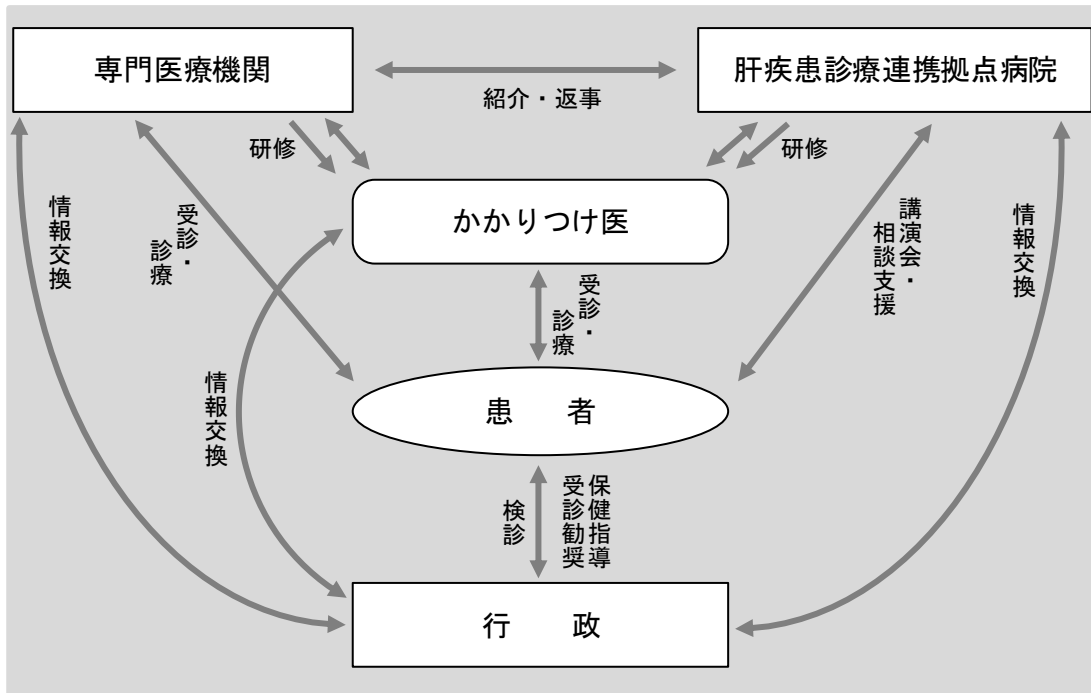 専門医療機関
肝疾患診療連携拠点病院
紹介・返事
研修
研修
かかりつけ医
情報交換
受診・
診療
講演会・
相談支援
情報交換
受診・
診療
情報交換
患　者
検診
保健指導
受診勧奨
行　政